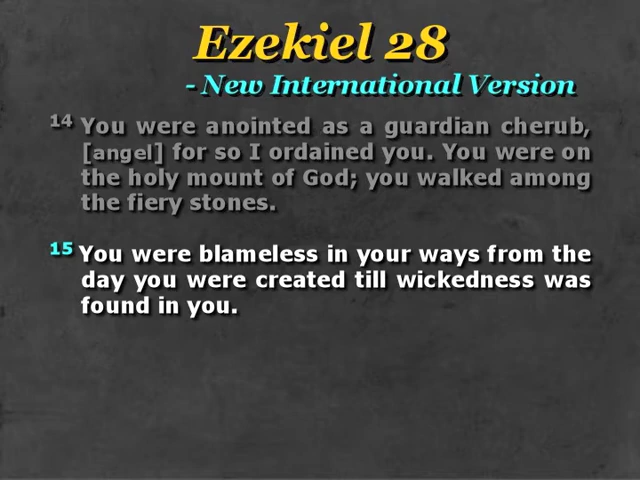 Ezekiel 28
- New International Version
14 You were anointed as a guardian cherub,
[angel] for so I ordained you. You were on
the holy mount of God; you walked among
the fiery stones.
15 You were blameless in your ways from the
day you were created till wickedness was
found in you.